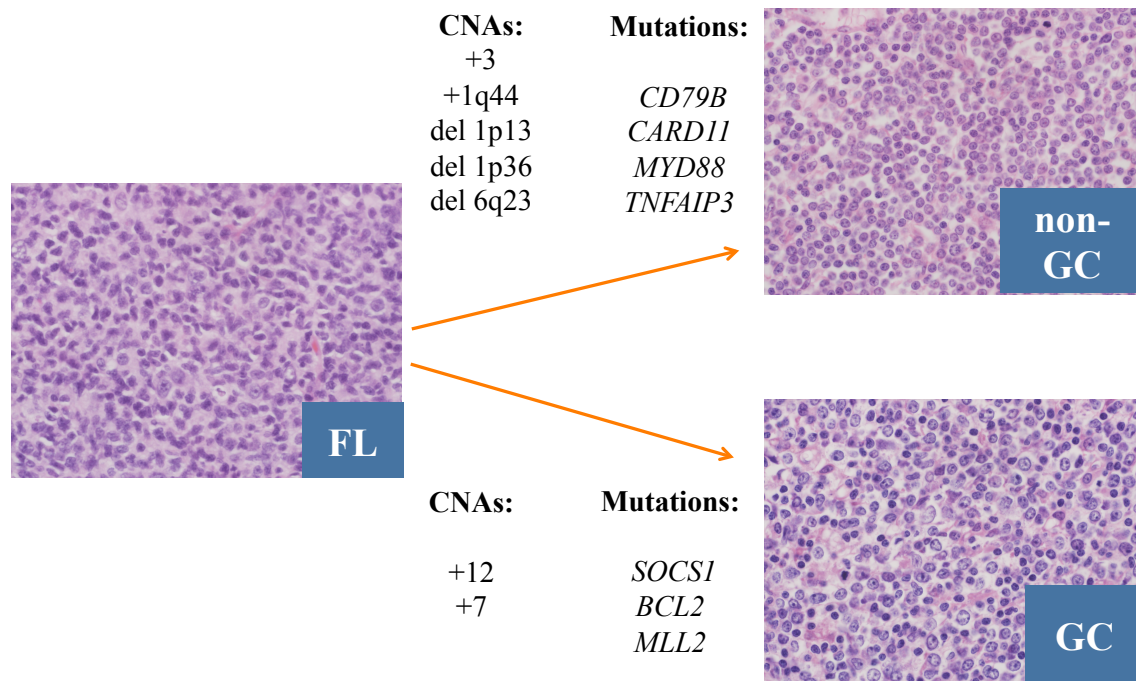 CNAs: Mutations:
+3
+1q44 CD79B
del 1p13 CARD11
del 1p36 MYD88
del 6q23 TNFAIP3
non-
GC
FL
CNAs: Mutations:
+12 SOCS1
+7 BCL2
MLL2
GC